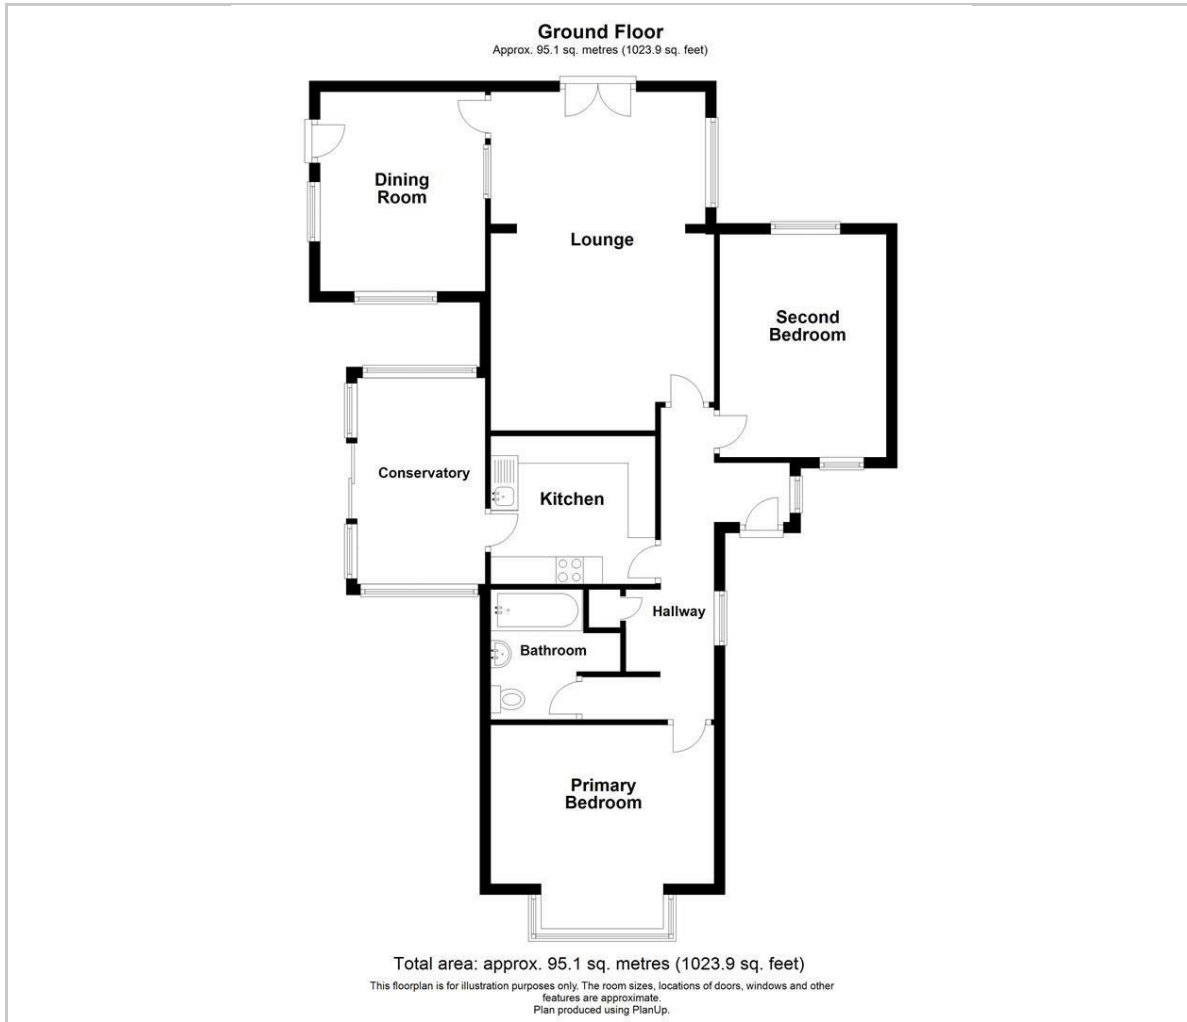 Ground Floor
Approx. 95.1 sq. metres (1023.9 sq. feet)
Dining
Room
Lounge
Second
Bedroom
Conservatory
Kitchen
Hallway
Bathroom
Primary
Bedroom
Total area: approx. 95.1 sq. metres (1023.9 sq. feet)
This floorplan is for illustration purposes only. The room sizes, locations of doors, windows and other
features are approximate.
Plan produced using PlanUp.